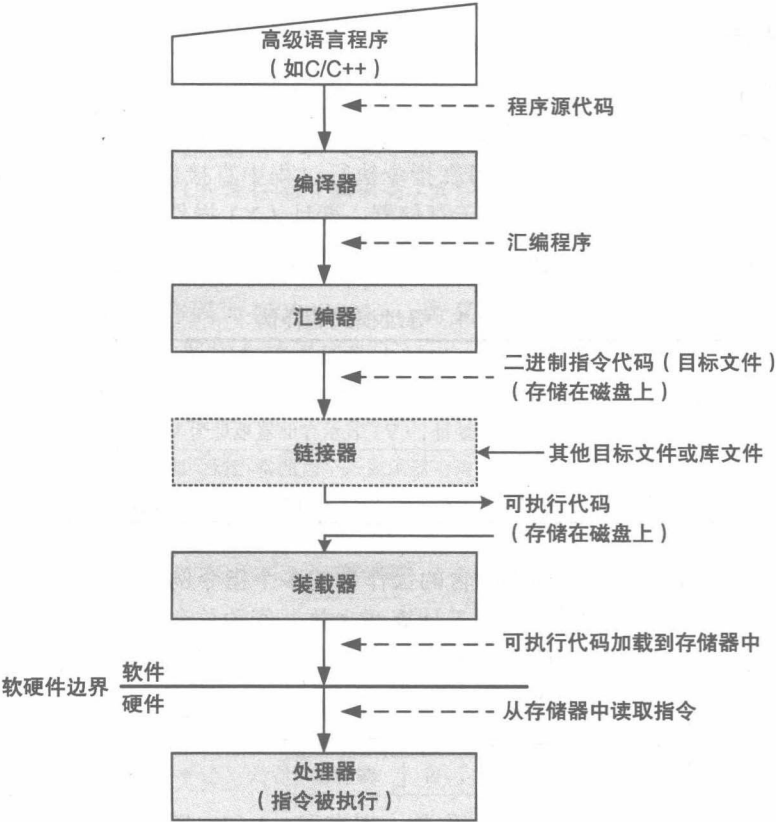 高级语言程序
（如C/C++）
程序源代码
编译器
汇编程序
汇编器
二进制指令代码（目标文件）
（存储在磁盘上）
链接器
其他目标文件或库文件
可执行代码
（存储在磁盘上）
装载器
可执行代码加载到存储器中
软件
软硬件边界
硬件
从存储器中读取指令
处理器
（指令被执行）